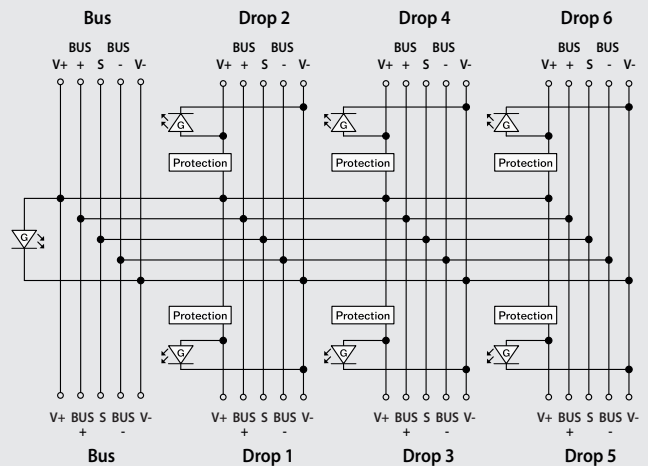 Bus Drop 2 Drop 4 Drop 6
BUS BUS BUS BUS BUS BUS BUS BUS
V+ + S - V- V+ + S - V- V+ + S - V- V+ + S - V-
G G G
Protection Protection Protection
G
Protection Protection Protection
G G G
V+ BUS S BUS V- V+ BUS S BUS V- V+ BUS S BUS V- V+ BUS S BUS V-
+ - + - + - + -
Bus Drop 1 Drop 3 Drop 5